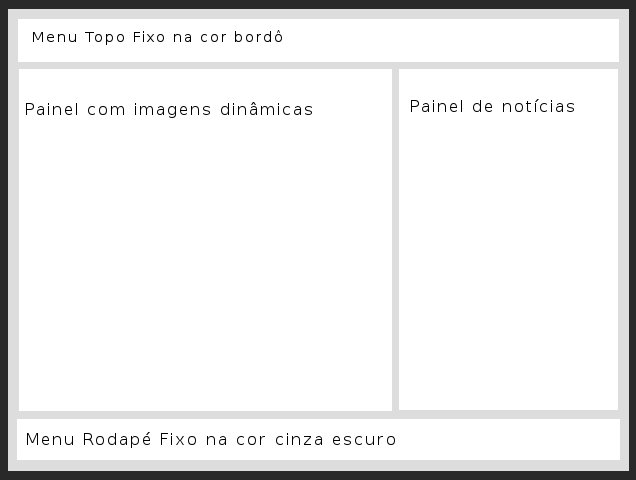 Menu Topo Fixo na cor bordô
Painel com imagens dinâmicas
Painel de notícias
Menu Rodapé Fixo na cor cinza escuro